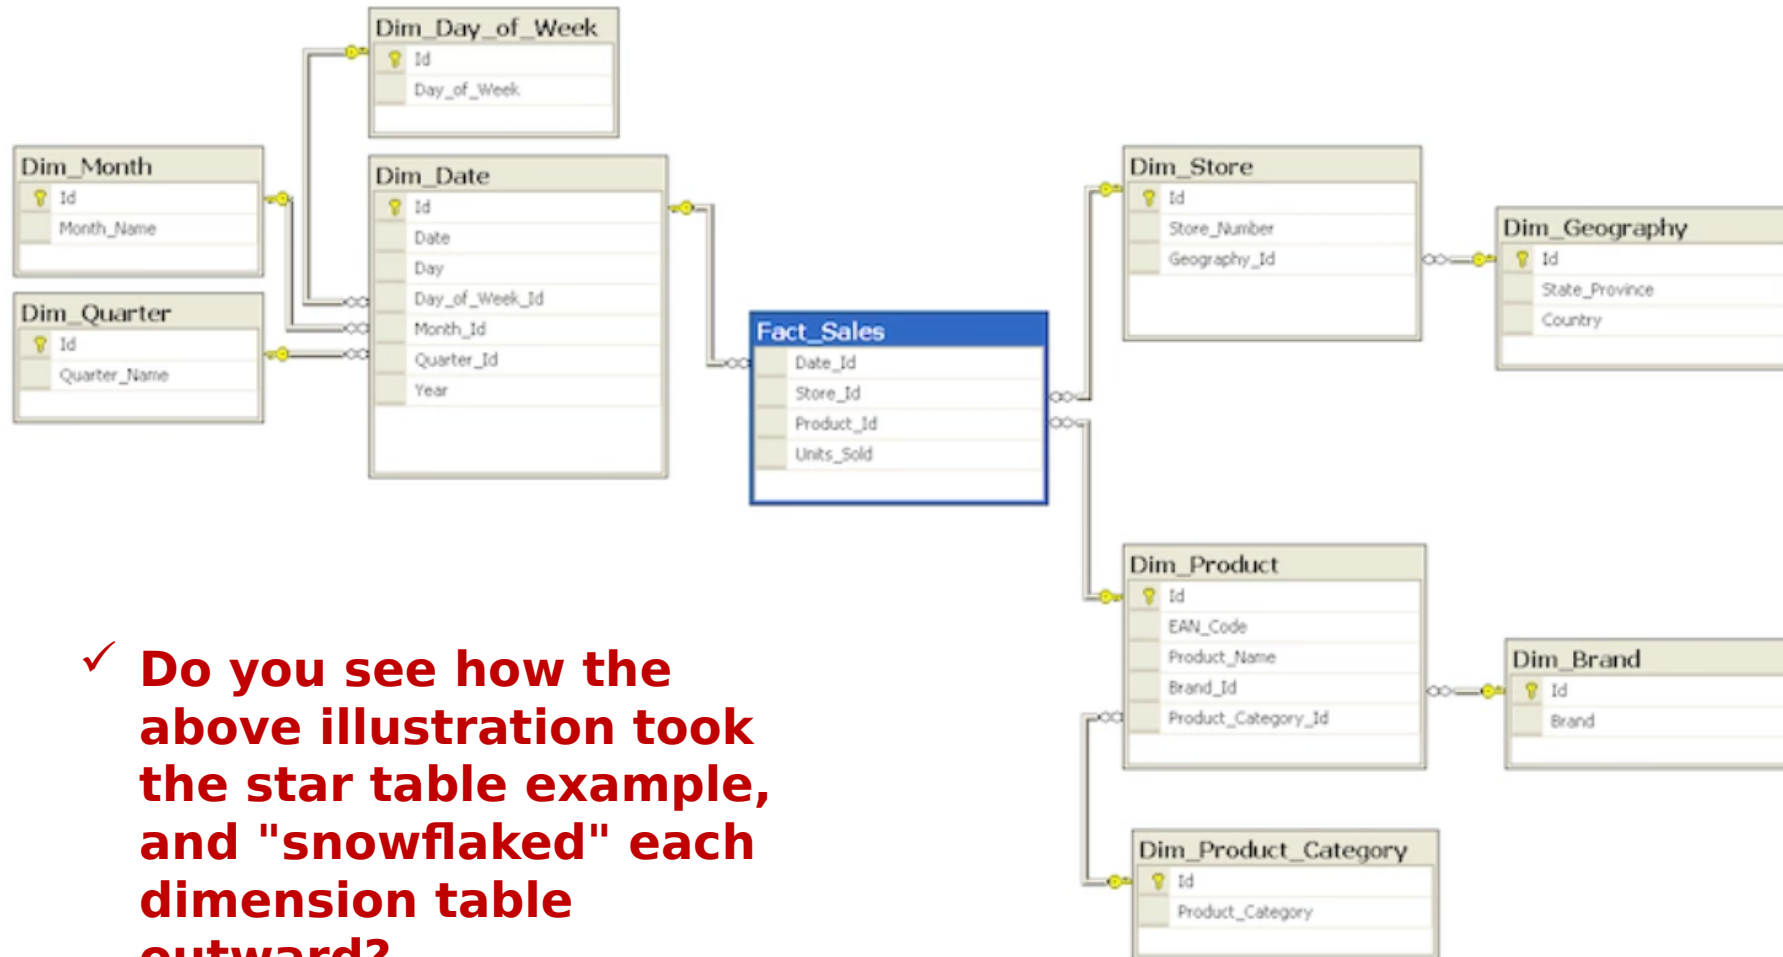 Dim_Day_of_Week
Id
Day_of_Week
Dim_Month
Id
Month_Name
Dim_Quarter
Id
Quarter_Name
Dim_Date
Id
Date
Day
Day_of_Week_Id
Month_Id
Quarter_Id
Year
Fact_Sales
Date_Id
Store_Id
Product_Id
Units_Sold
Dim_Store
Id
Store_Number
Geography_Id
Dim_Geography
Id
State_Province
Country
Dim_Product
Id
EAN_Code
Product_Name
Brand_Id
Product_Category_Id
Dim_Brand
Id
Brand
Dim_Product_Category
Id
Product_Category
✓ Do you see how the
above illustration took
the star table example,
and "snowflaked" each
dimension table
outward?